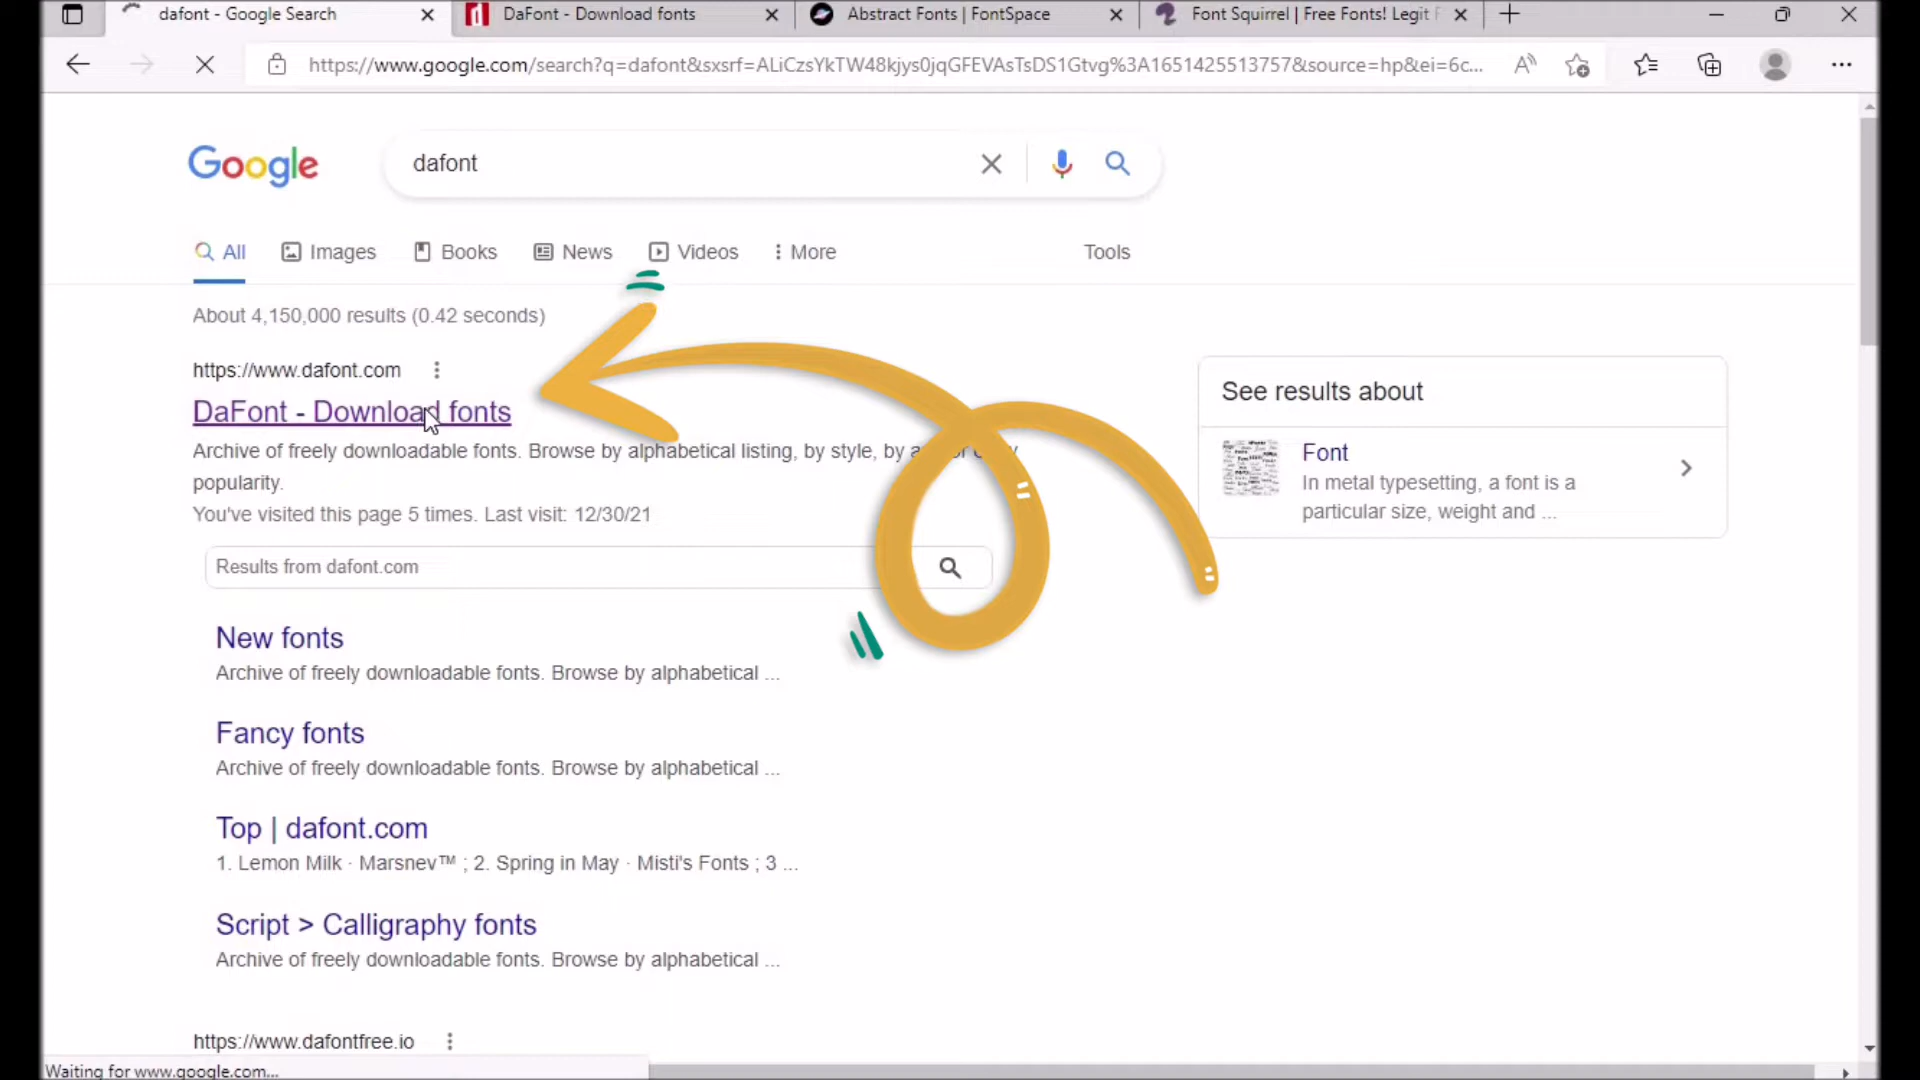 dafont - Google Search
DaFont - Download fonts
Abstract Fonts | FontSpace
Font Squirrel | Free Fonts! Legit F
https://www.google.com/search?q=dafont&sxsrf=ALiCzsYkTW48kjys0jqGFEVAsTsDS1Gtvg%3A1651425513757&source=hp&ei=6c...
Google
dafont
All
Images
Books
News
Videos
More
Tools
About 4,150,000 results (0.42 seconds)
https://www.dafont.com
DaFont - Download fonts
Archive of freely downloadable fonts. Browse by alphabetical listing, by style, by
popularity.
You've visited this page 5 times. Last visit: 12/30/21
Results from dafont.com
New fonts
Archive of freely downloadable fonts. Browse by alphabetical ...
Fancy fonts
Archive of freely downloadable fonts. Browse by alphabetical ...
Top | dafont.com
1. Lemon Milk · Marsnev™ ; 2. Spring in May · Misti's Fonts ; 3 ...
Script > Calligraphy fonts
Archive of freely downloadable fonts. Browse by alphabetical ...
https://www.dafontfree.io
See results about
Font
In metal typesetting, a font is a
particular size, weight and ...
Waiting for www.google.com...